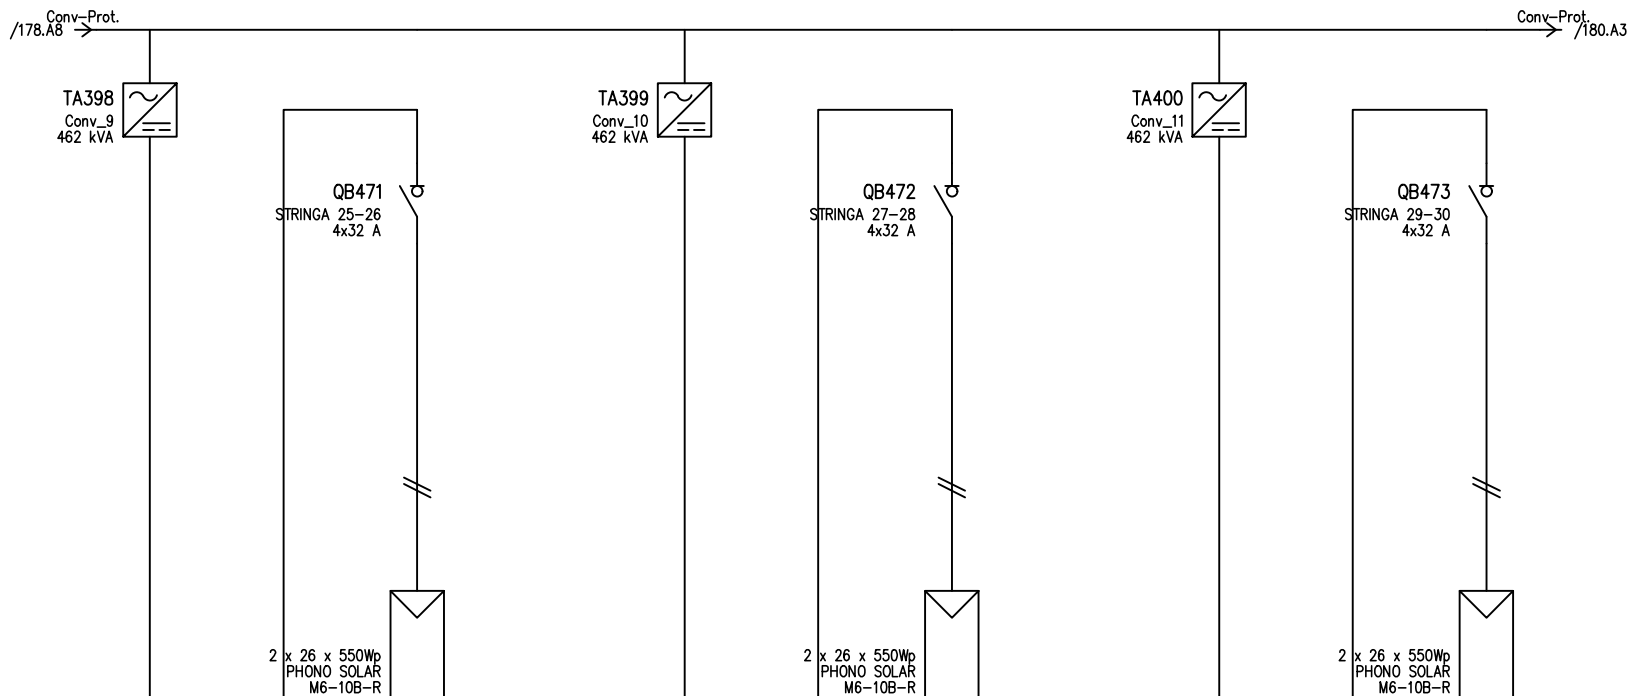 Conv-Prot.
/178.A8
Conv-Prot.
/180.A3
TA398
Conv_9
462 kVA
TA399
Conv_10
462 kVA
TA400
Conv_11
462 kVA
QB471
STRINGA 25-26
4x32 A
QB472
STRINGA 27-28
4x32 A
QB473
STRINGA 29-30
4x32 A
2 x 26 x 550Wp
PHONO SOLAR
M6-10B-R
2 x 26 x 550Wp
PHONO SOLAR
M6-10B-R
2 x 26 x 550Wp
PHONO SOLAR
M6-10B-R